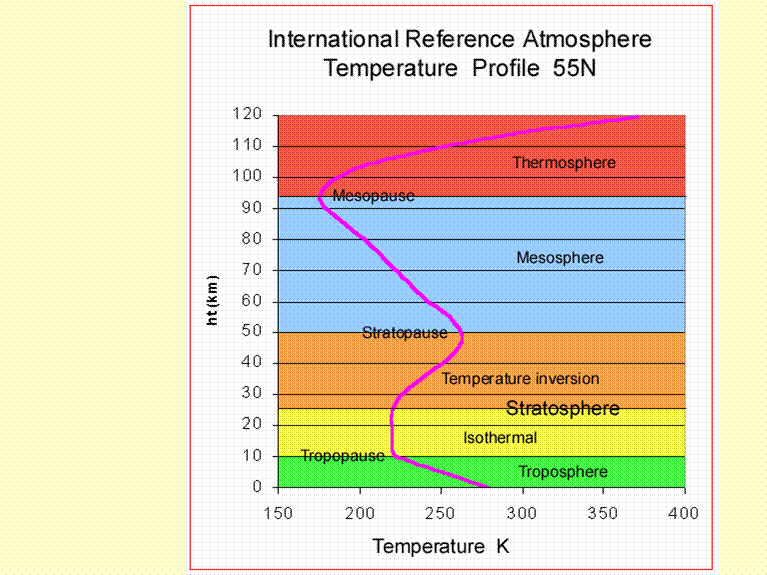 International Reference Atmosphere
Temperature Profile 55N
120
110
Thermosphere
100
Mesopause
90
80
Mesosphere
70
60
50
Stratopause
40
Temperature inversion
30
Stratosphere
20
Isothermal
10
Tropopause
Troposphere
0
ht (km)
150 200 250 300 350 400
Temperature K